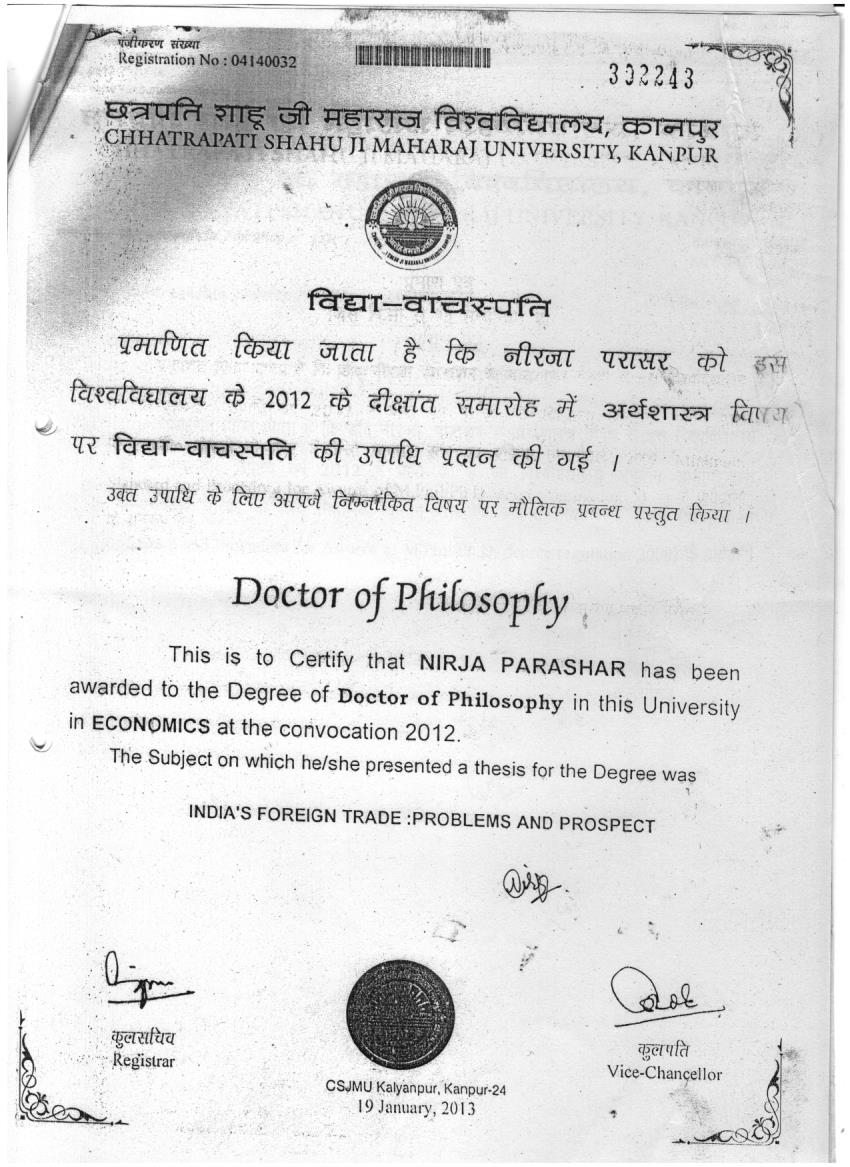 पंजीकरण संख्या
Registration No : 04140032
302243
छत्रपति शाहू जी महाराज विश्वविद्यालय, कानपुर
CHHATRAPATI SHAHU JI MAHARAJ UNIVERSITY, KANPUR
विद्या–वाचस्पति
प्रमाणित किया जाता है कि नीरजा परासर को इस
विश्वविधालय के 2012 के दीक्षांत समारोह में अर्थशास्त्र विषय
पर विद्या–वाचस्पति की उपाधि प्रदान की गई ।
उक्त उपाधि के लिए आपने निम्नांकित विषय पर मौलिक प्रबन्ध प्रस्तुत किया ।
Doctor of Philosophy
This is to Certify that NIRJA PARASHAR has been
awarded to the Degree of Doctor of Philosophy in this University
in ECONOMICS at the convocation 2012.
The Subject on which he/she presented a thesis for the Degree was
INDIA'S FOREIGN TRADE :PROBLEMS AND PROSPECT
कुलसचिव
Registrar
कुलपति
Vice-Chancellor
CSJMU Kalyanpur, Kanpur-24
19 January, 2013